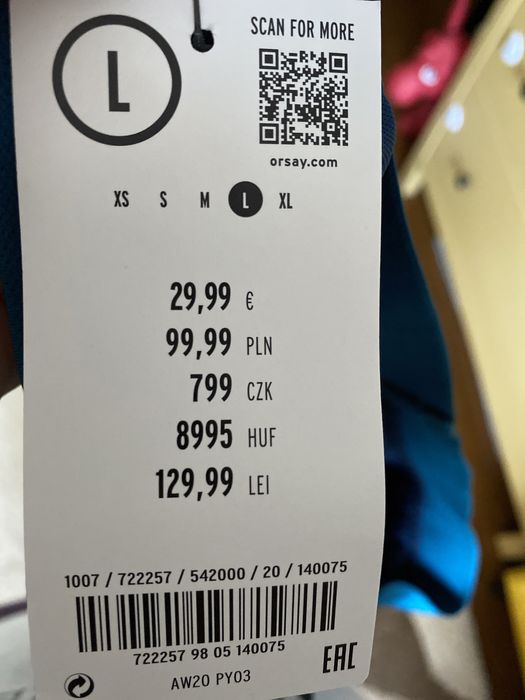 SCAN FOR MORE
L
orsay.com
XS S M L XL
29,99 €
99,99 PLN
799 CZK
8995 HUF
129,99 LEI
1007 / 722257 / 542000 / 20 / 140075
722257 98 05 140075
EAC
AW20 PY03